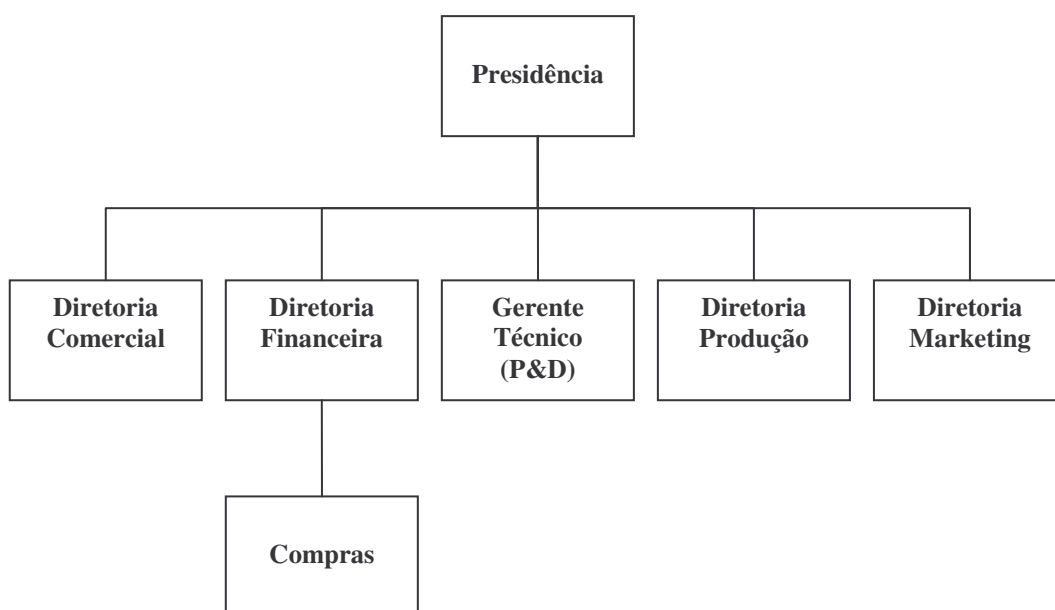 Presidência
Diretoria
Comercial
Diretoria
Financeira
Gerente
Técnico
(P&D)
Diretoria
Produção
Diretoria
Marketing
Compras